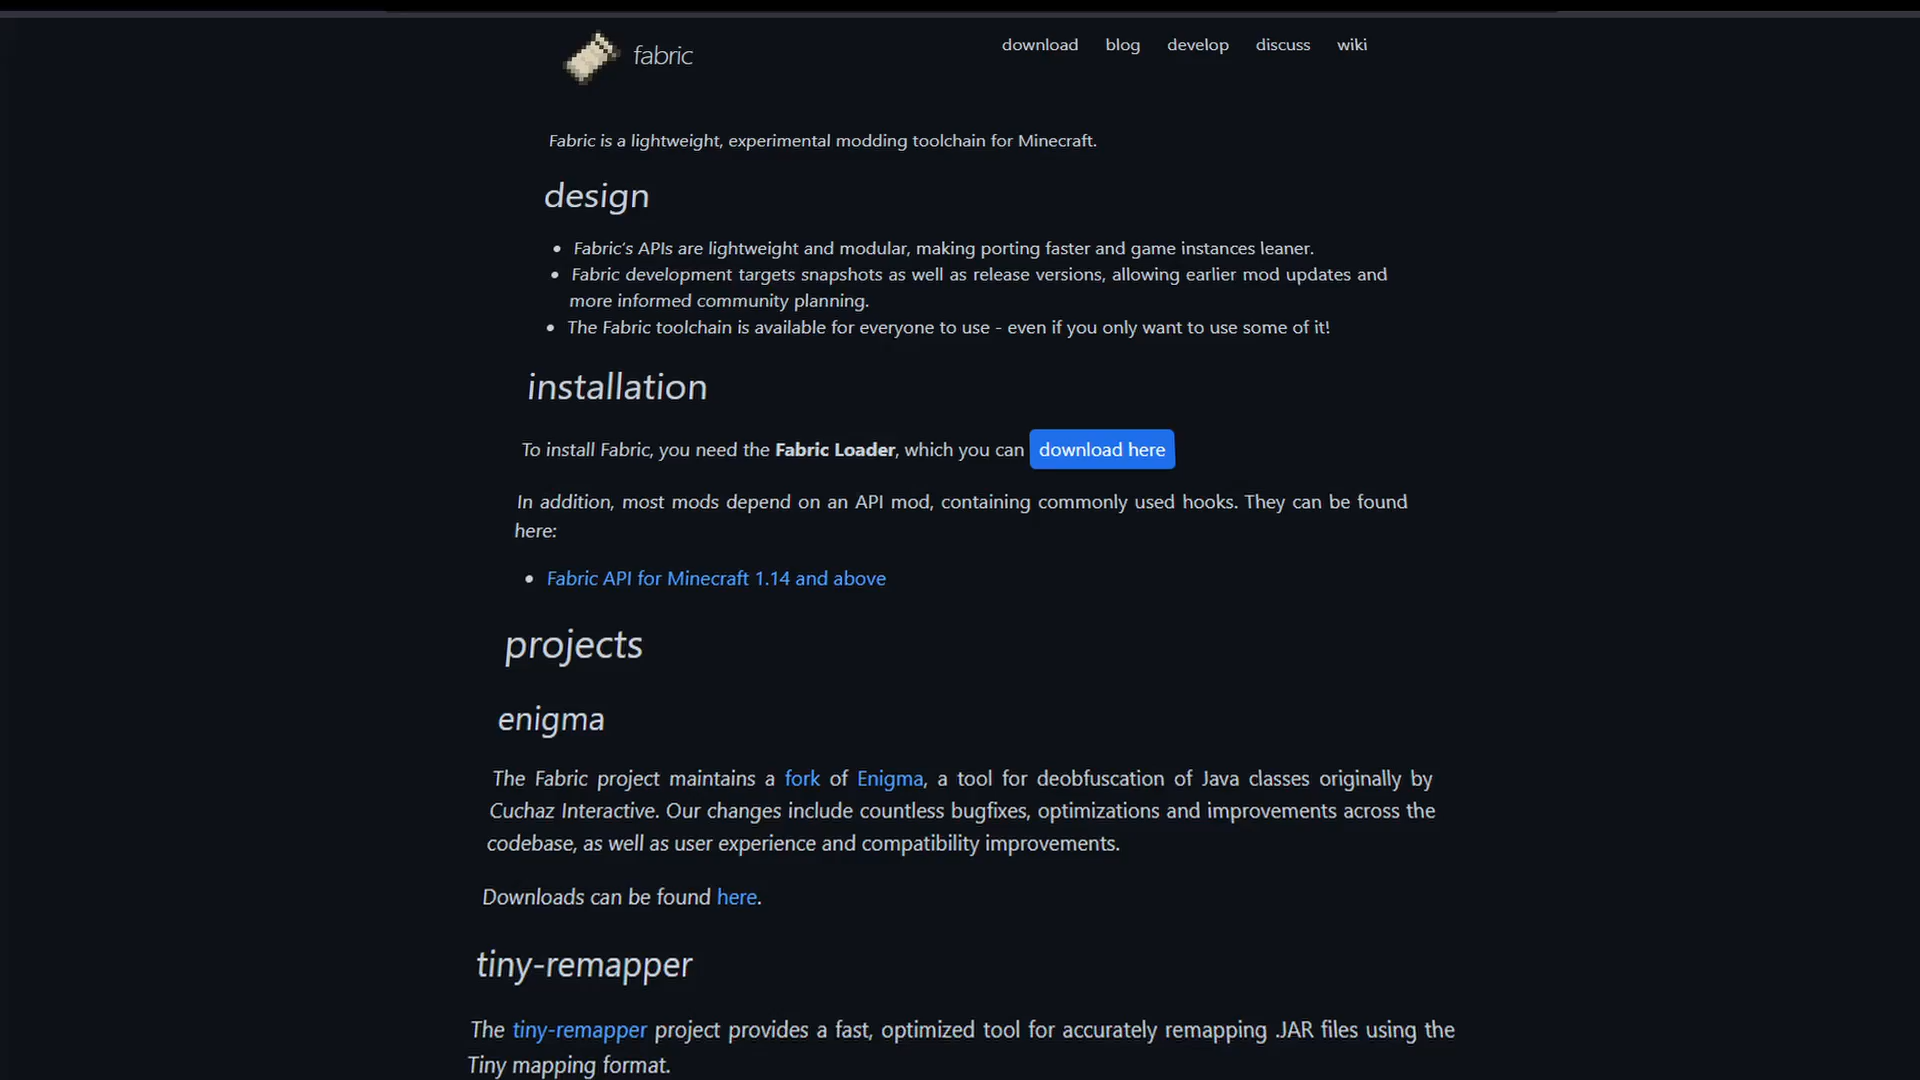 fabric
download blog develop discuss wiki
Fabric is a lightweight, experimental modding toolchain for Minecraft.
design
• Fabric's APIs are lightweight and modular, making porting faster and game instances leaner.
• Fabric development targets snapshots as well as release versions, allowing earlier mod updates and
more informed community planning.
• The Fabric toolchain is available for everyone to use - even if you only want to use some of it!
installation
To install Fabric, you need the Fabric Loader, which you can download here
In addition, most mods depend on an API mod, containing commonly used hooks. They can be found
here:
• Fabric API for Minecraft 1.14 and above
projects
enigma
The Fabric project maintains a fork of Enigma, a tool for deobfuscation of Java classes originally by
Cuchaz Interactive. Our changes include countless bugfixes, optimizations and improvements across the
codebase, as well as user experience and compatibility improvements.
Downloads can be found here.
tiny-remapper
The tiny-remapper project provides a fast, optimized tool for accurately remapping .JAR files using the
Tiny mapping format.